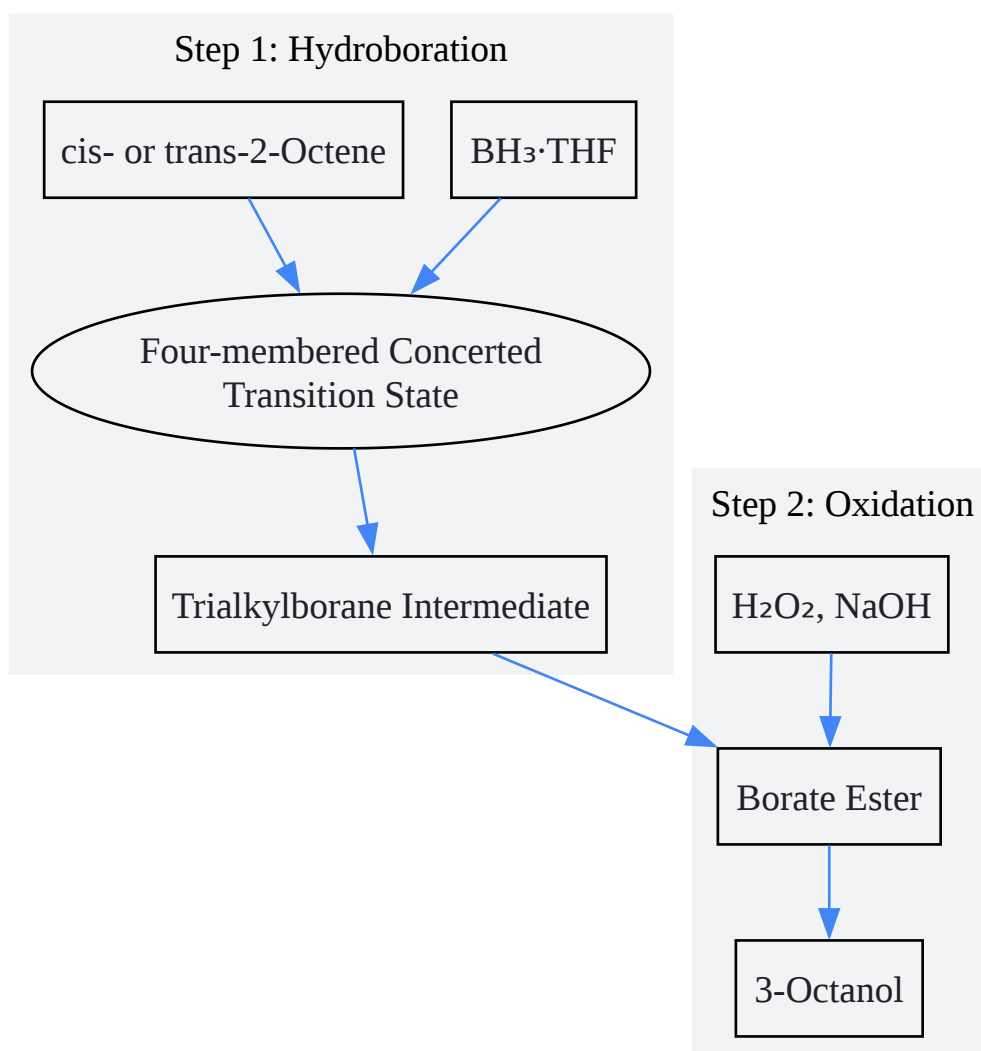 Step 1: Hydroboration
cis- or trans-2-Octene
BH₃·THF
Four-membered Concerted
Transition State
Trialkylborane Intermediate
Step 2: Oxidation
H₂O₂, NaOH
Borate Ester
3-Octanol